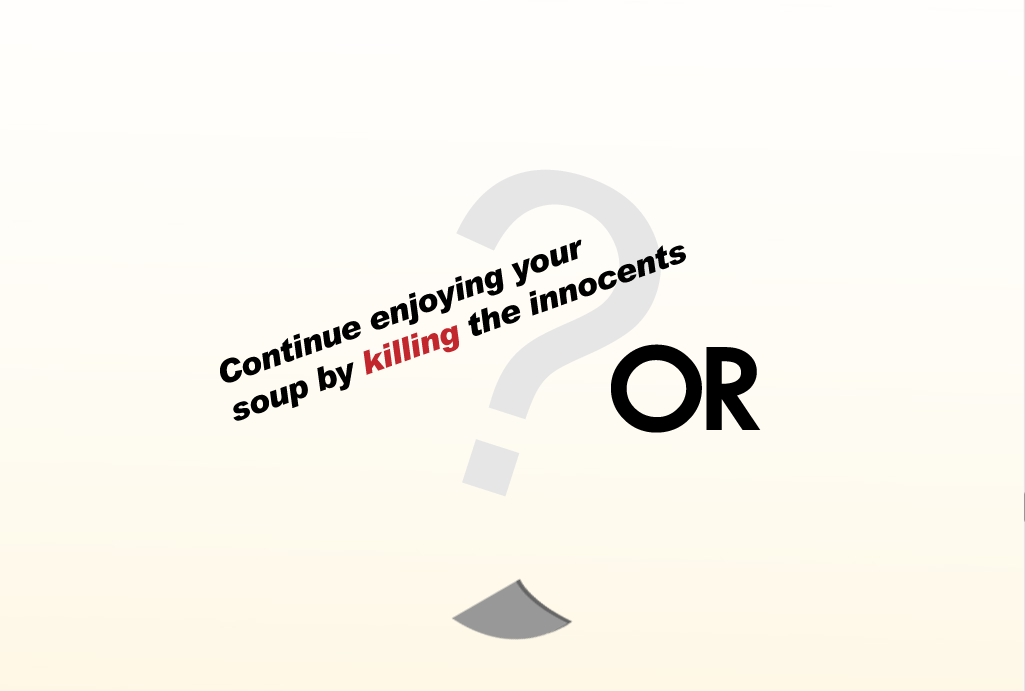 Continue enjoying your
soup by killing the innocents
OR
?